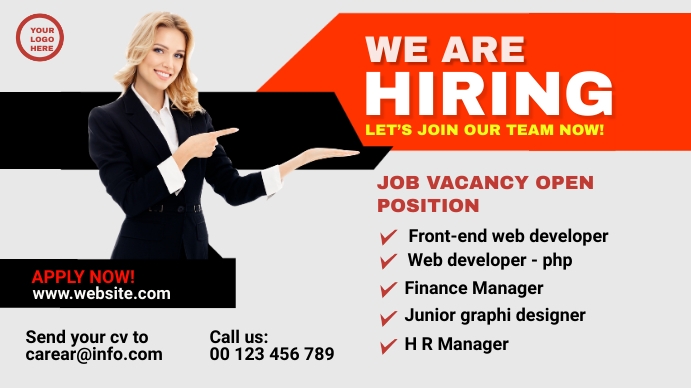 YOUR
LOGO
HERE
WE ARE
HIRING
LET'S JOIN OUR TEAM NOW!
JOB VACANCY OPEN
POSITION
Front-end web developer
Web developer - php
Finance Manager
Junior graphi designer
H R Manager
APPLY NOW!
www.website.com
Send your cv to
carear@info.com
Call us:
00 123 456 789